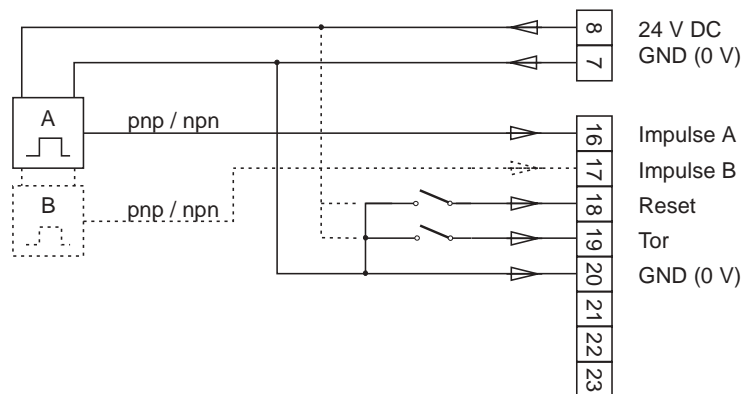 8 24 V DC
7 GND (0 V)
A
pnp / npn
16 Impulse A
17 Impulse B
B
pnp / npn
18 Reset
19 Tor
20 GND (0 V)
21
22
23